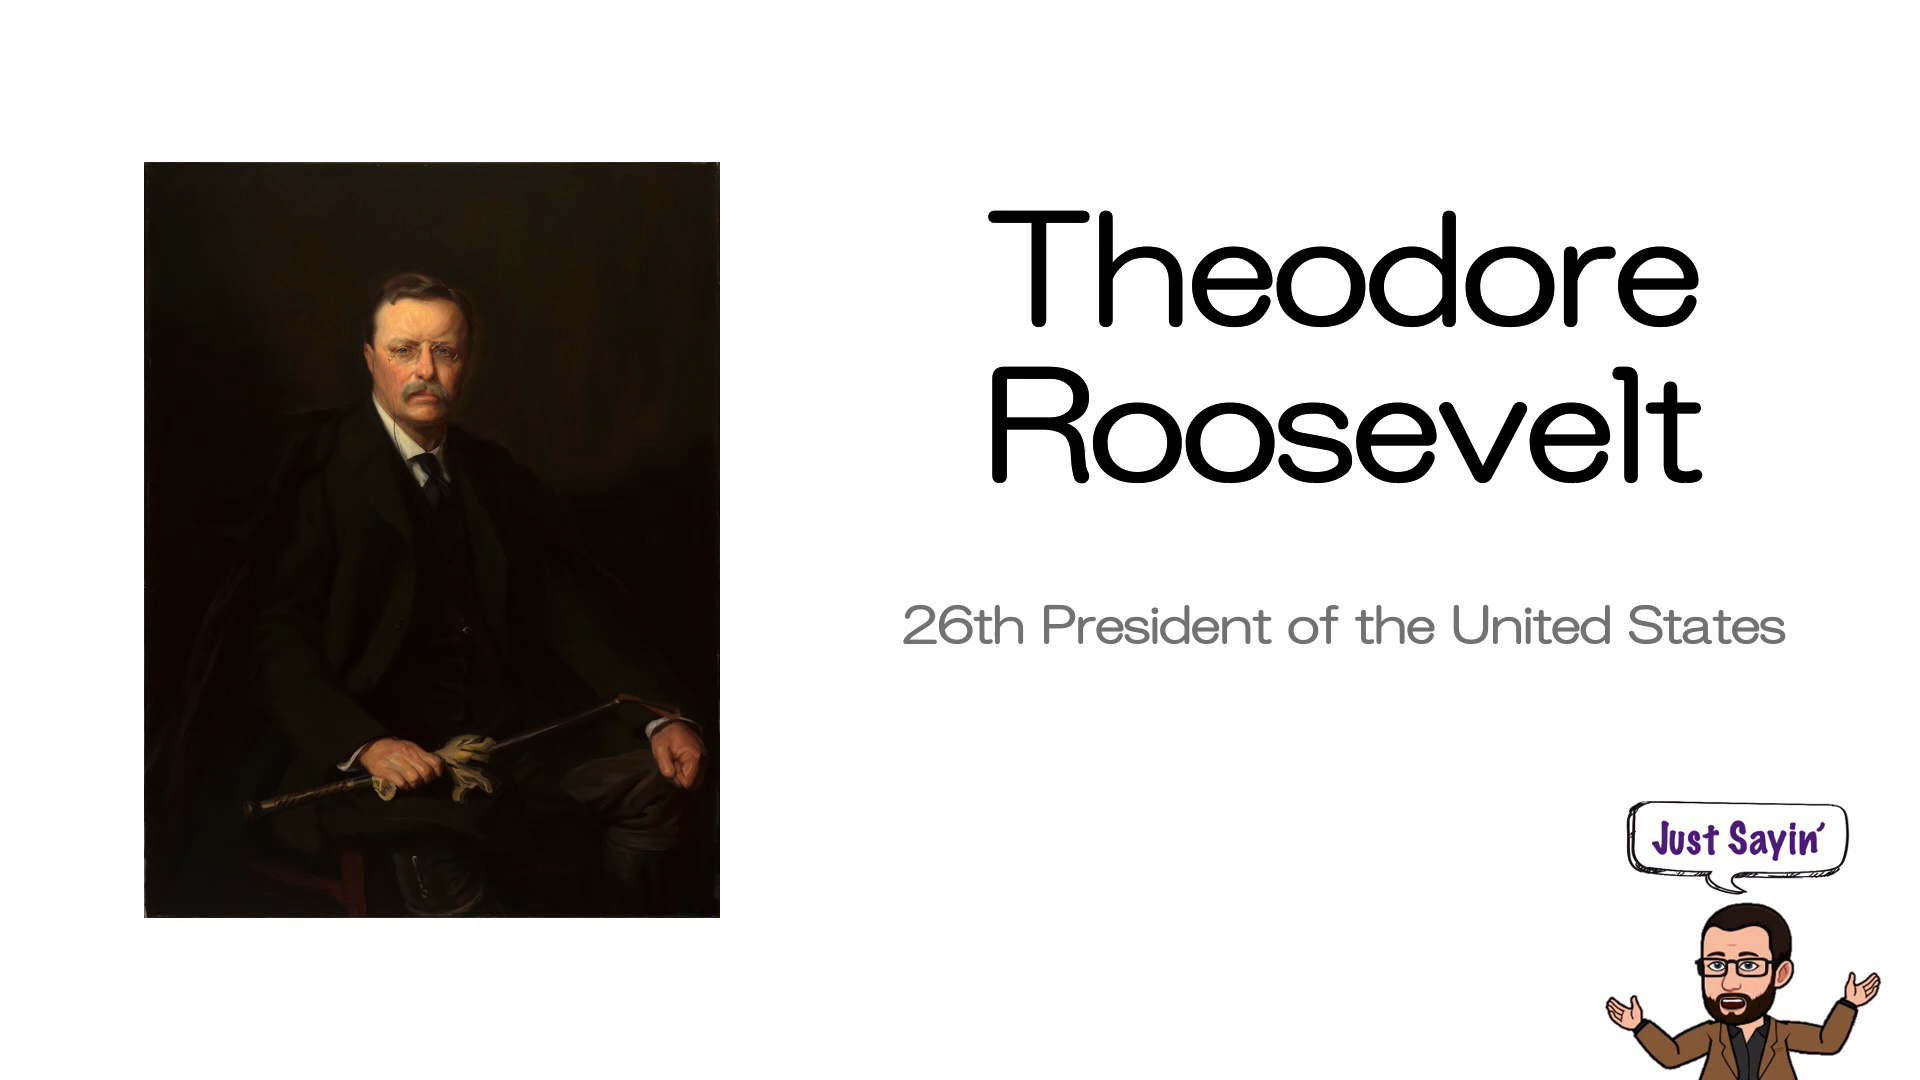 Theodore
Roosevelt
26th President of the United States
Just Sayin'